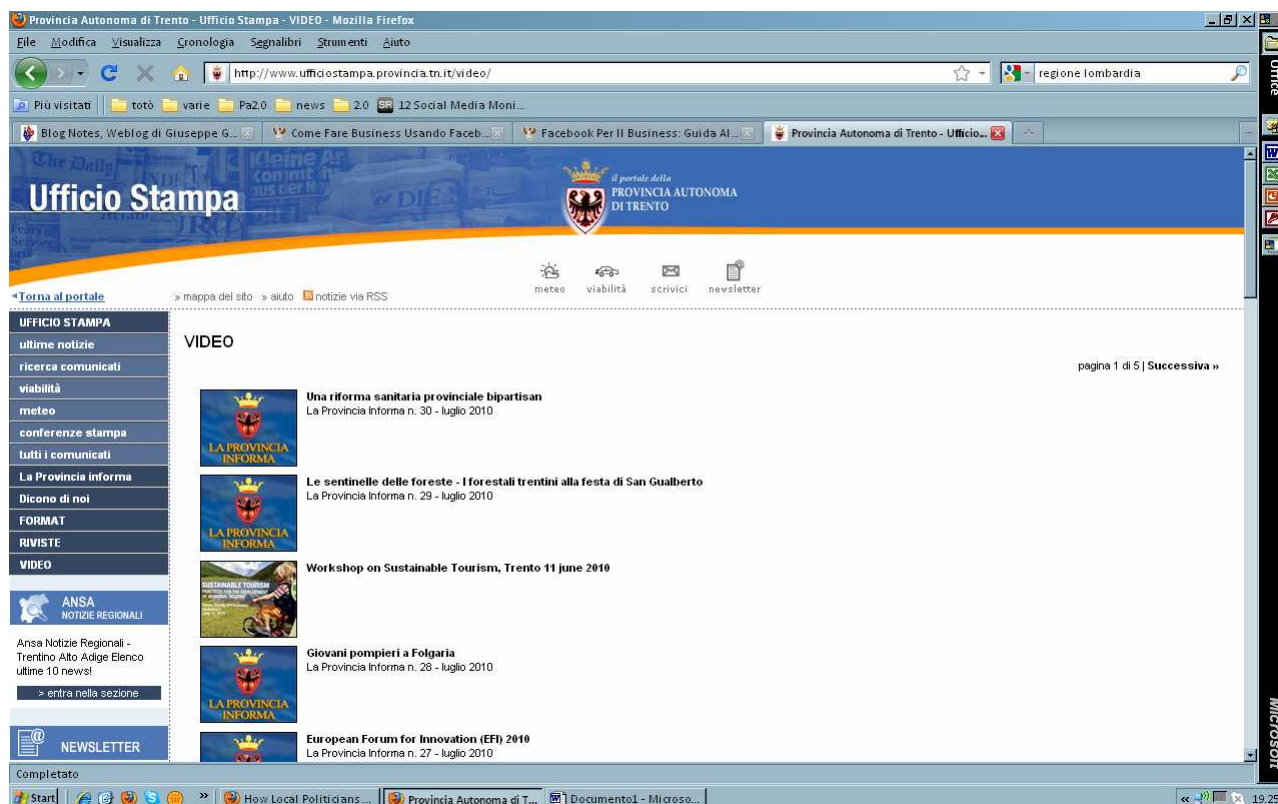 Provincia Autonoma di Trento - Ufficio Stampa - VIDEO - Mozilla Firefox
File Modifica Visualizza Cronologia Segnalibri Strumenti Aiuto
http://www.ufficiostampa.provincia.tn.it/video/
regione lombardia
Più visitati totò varie Pa2.0 news 2.0 SR 12 Social Media Moni...
Blog Notes, Weblog di Giuseppe G... Come Fare Business Usando Faceb... Facebook Per Il Business: Guida Al... Provincia Autonoma di Trento - Ufficio...
Office
The Daily
Kleine
kommt
aus der
DIE
Ufficio Stampa
il portale della
PROVINCIA AUTONOMA
DI TRENTO
meteo viabilità scrivici newsletter
Torna al portale » mappa del sito » aiuto notizie via RSS
UFFICIO STAMPA
ultime notizie
ricerca comunicati
viabilità
meteo
conferenze stampa
tutti i comunicati
La Provincia informa
Dicono di noi
FORMAT
RIVISTE
VIDEO
ANSA
NOTIZIE REGIONALI
Ansa Notizie Regionali -
Trentino Alto Adige Elenco
ultime 10 news!
> entra nella sezione
NEWSLETTER
VIDEO
pagina 1 di 5 | Successiva »
LA PROVINCIA
INFORMA
Una riforma sanitaria provinciale bipartisan
La Provincia Informa n. 30 - luglio 2010
LA PROVINCIA
INFORMA
Le sentinelle delle foreste - I forestali trentini alla festa di San Gualberto
La Provincia Informa n. 29 - luglio 2010
SUSTAINABLE TOURISM
Workshop on Sustainable Tourism, Trento 11 june 2010
LA PROVINCIA
INFORMA
Giovani pompieri a Folgaria
La Provincia Informa n. 28 - luglio 2010
European Forum for Innovation (EFI) 2010
La Provincia Informa n. 27 - luglio 2010
Microsoft
Completato
Start » How Local Politicians ... Provincia Autonoma di T... Documento1 - Microso... « 19.25